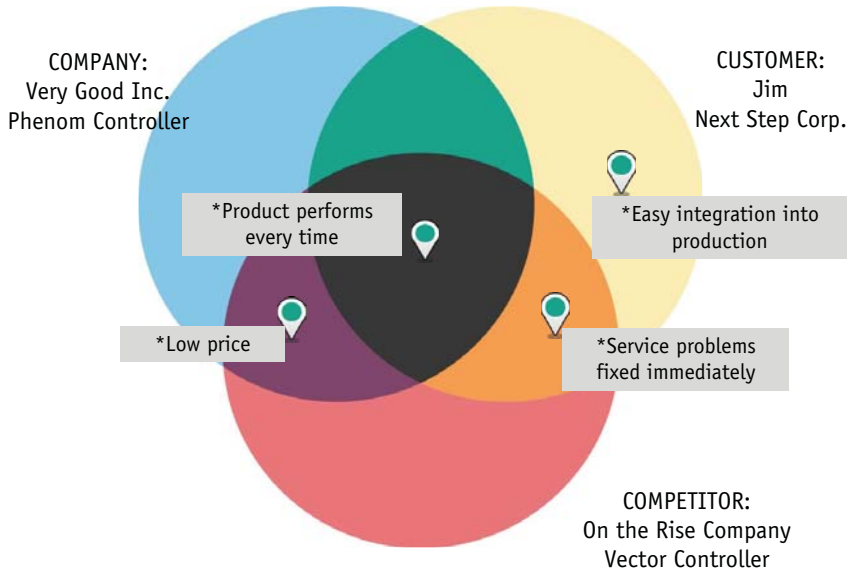 COMPANY:
Very Good Inc.
Phenom Controller
CUSTOMER:
Jim
Next Step Corp.
*Product performs
every time
*Easy integration into
production
*Low price
*Service problems
fixed immediately
COMPETITOR:
On the Rise Company
Vector Controller